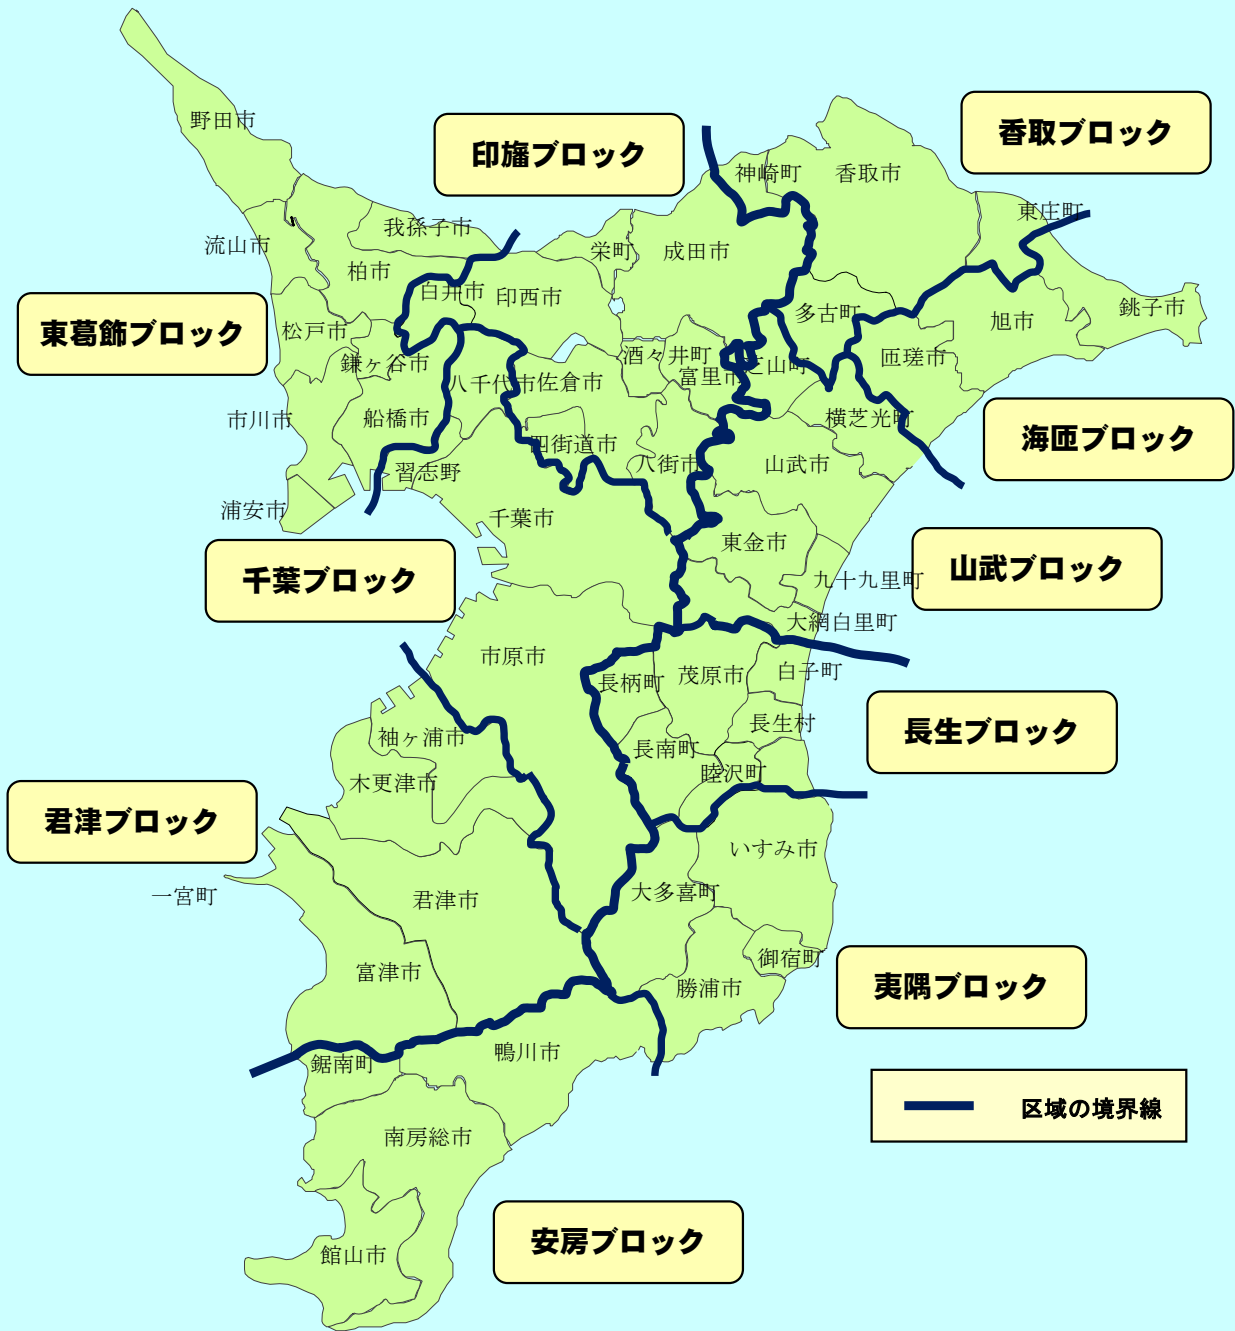 野田市
香取ブロック
印旛ブロック
神崎町
香取市
東庄町
我孫子市
流山市
栄町
成田市
柏市
白井市
印西市
多古町
銚子市
東葛飾ブロック
松戸市
旭市
鎌ヶ谷市
酒々井町
富里市
芝山町
匝瑳市
八千代市
佐倉市
市川市
船橋市
横芝光町
海匝ブロック
四街道市
八街市
山武市
習志野
浦安市
千葉市
東金市
千葉ブロック
九十九里町
山武ブロック
大網白里町
市原市
長柄町
茂原市
白子町
長生村
長生ブロック
袖ヶ浦市
長南町
睦沢町
木更津市
君津ブロック
いすみ市
一宮町
君津市
大多喜町
富津市
御宿町
勝浦市
夷隅ブロック
鋸南町
鴨川市
区域の境界線
南房総市
館山市
安房ブロック